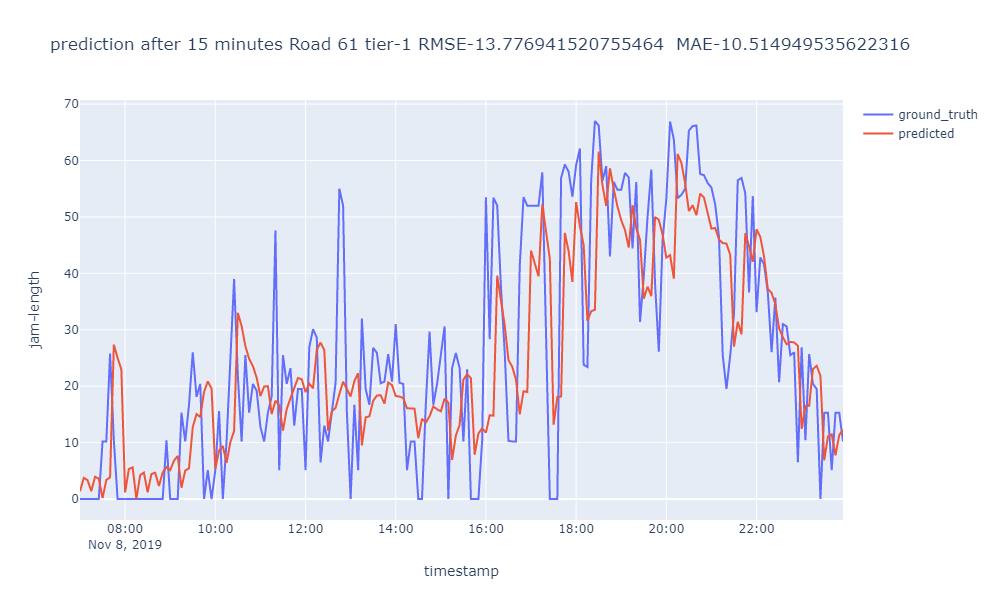 prediction after 15 minutes Road 61 tier-1 RMSE-13.776941520755464 MAE-10.514949535622316
ground_truth
predicted
70
60
50
40
30
20
10
0
jam-length
08:00 10:00 12:00 14:00 16:00 18:00 20:00 22:00
Nov 8, 2019
timestamp